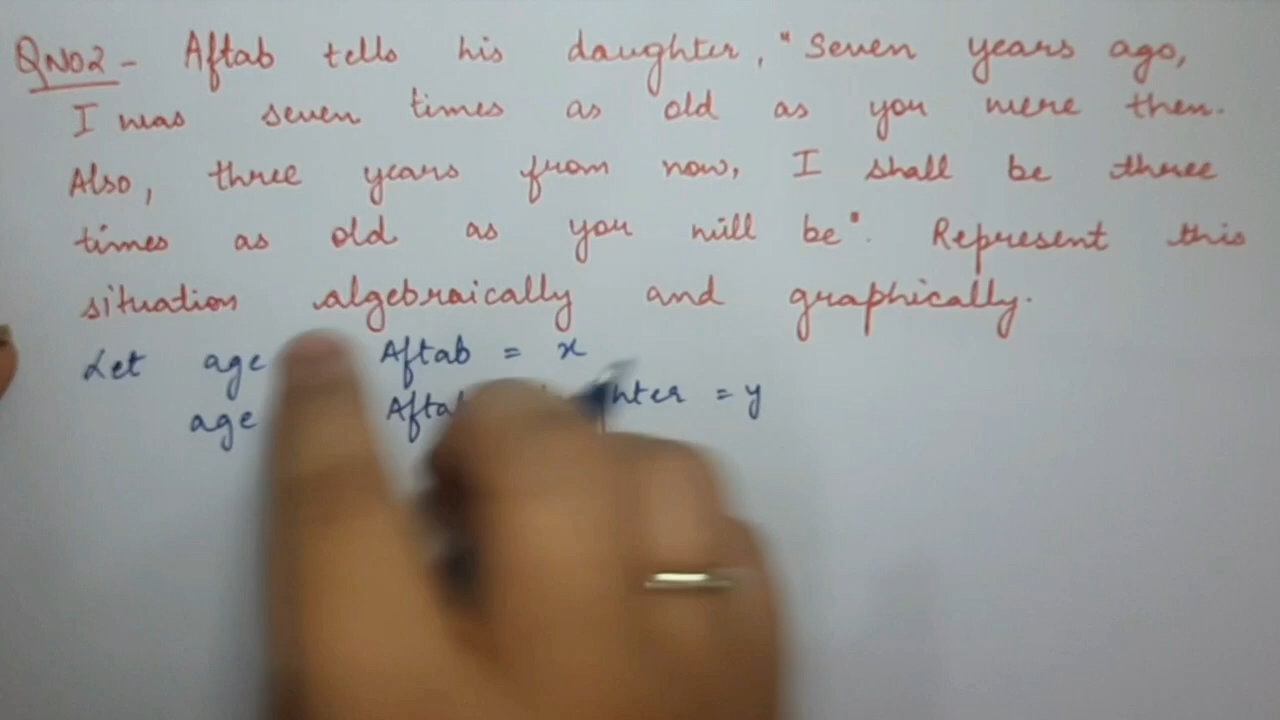 QNO2 - Aftab tells his daughter, "Seven years ago,
I was seven times as old as you were then.
Also, three years from now, I shall be three
times as old as you will be". Represent this
situation algebraically and graphically.
Let age Aftab = x
age = y